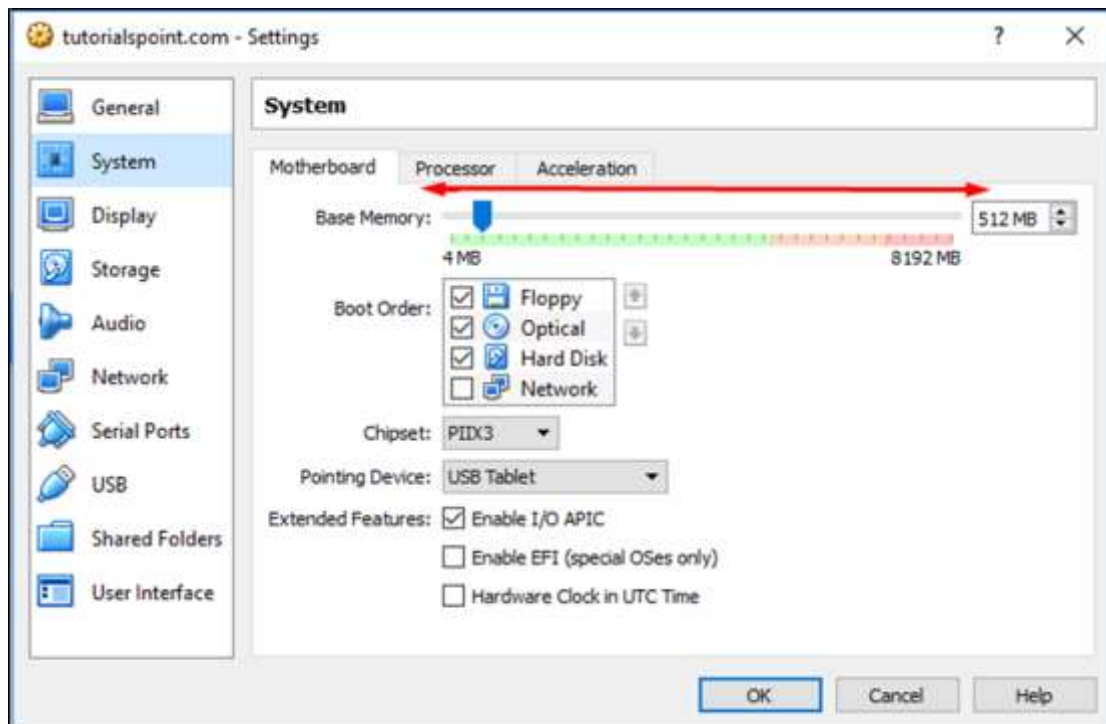 tutorialspoint.com - Settings ? X
General
System
Display
Storage
Audio
Network
Serial Ports
USB
Shared Folders
User Interface
System
Motherboard Processor Acceleration
Base Memory: 512 MB
4 MB 8192 MB
Boot Order: Floppy
Optical
Hard Disk
Network
Chipset: PIIX3
Pointing Device: USB Tablet
Extended Features: Enable I/O APIC
Enable EFI (special OSes only)
Hardware Clock in UTC Time
OK Cancel Help